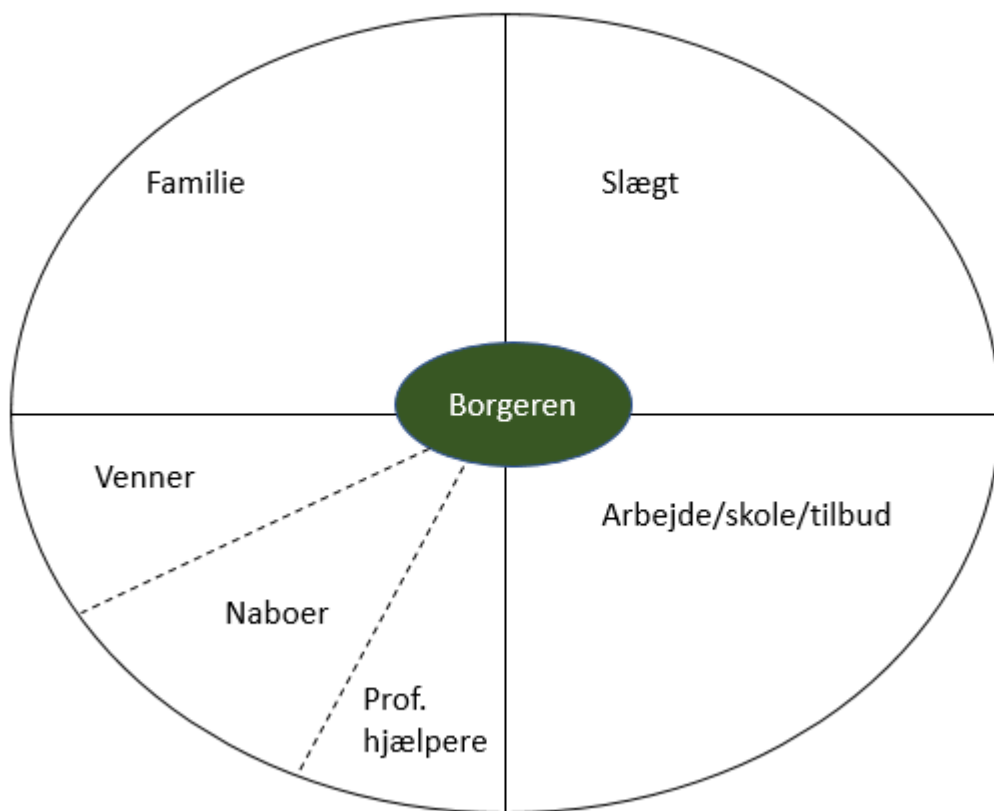 Familie
Slægt
Borgeren
Venner
Arbejde/skole/tilbud
Naboer
Prof.
hjælpere